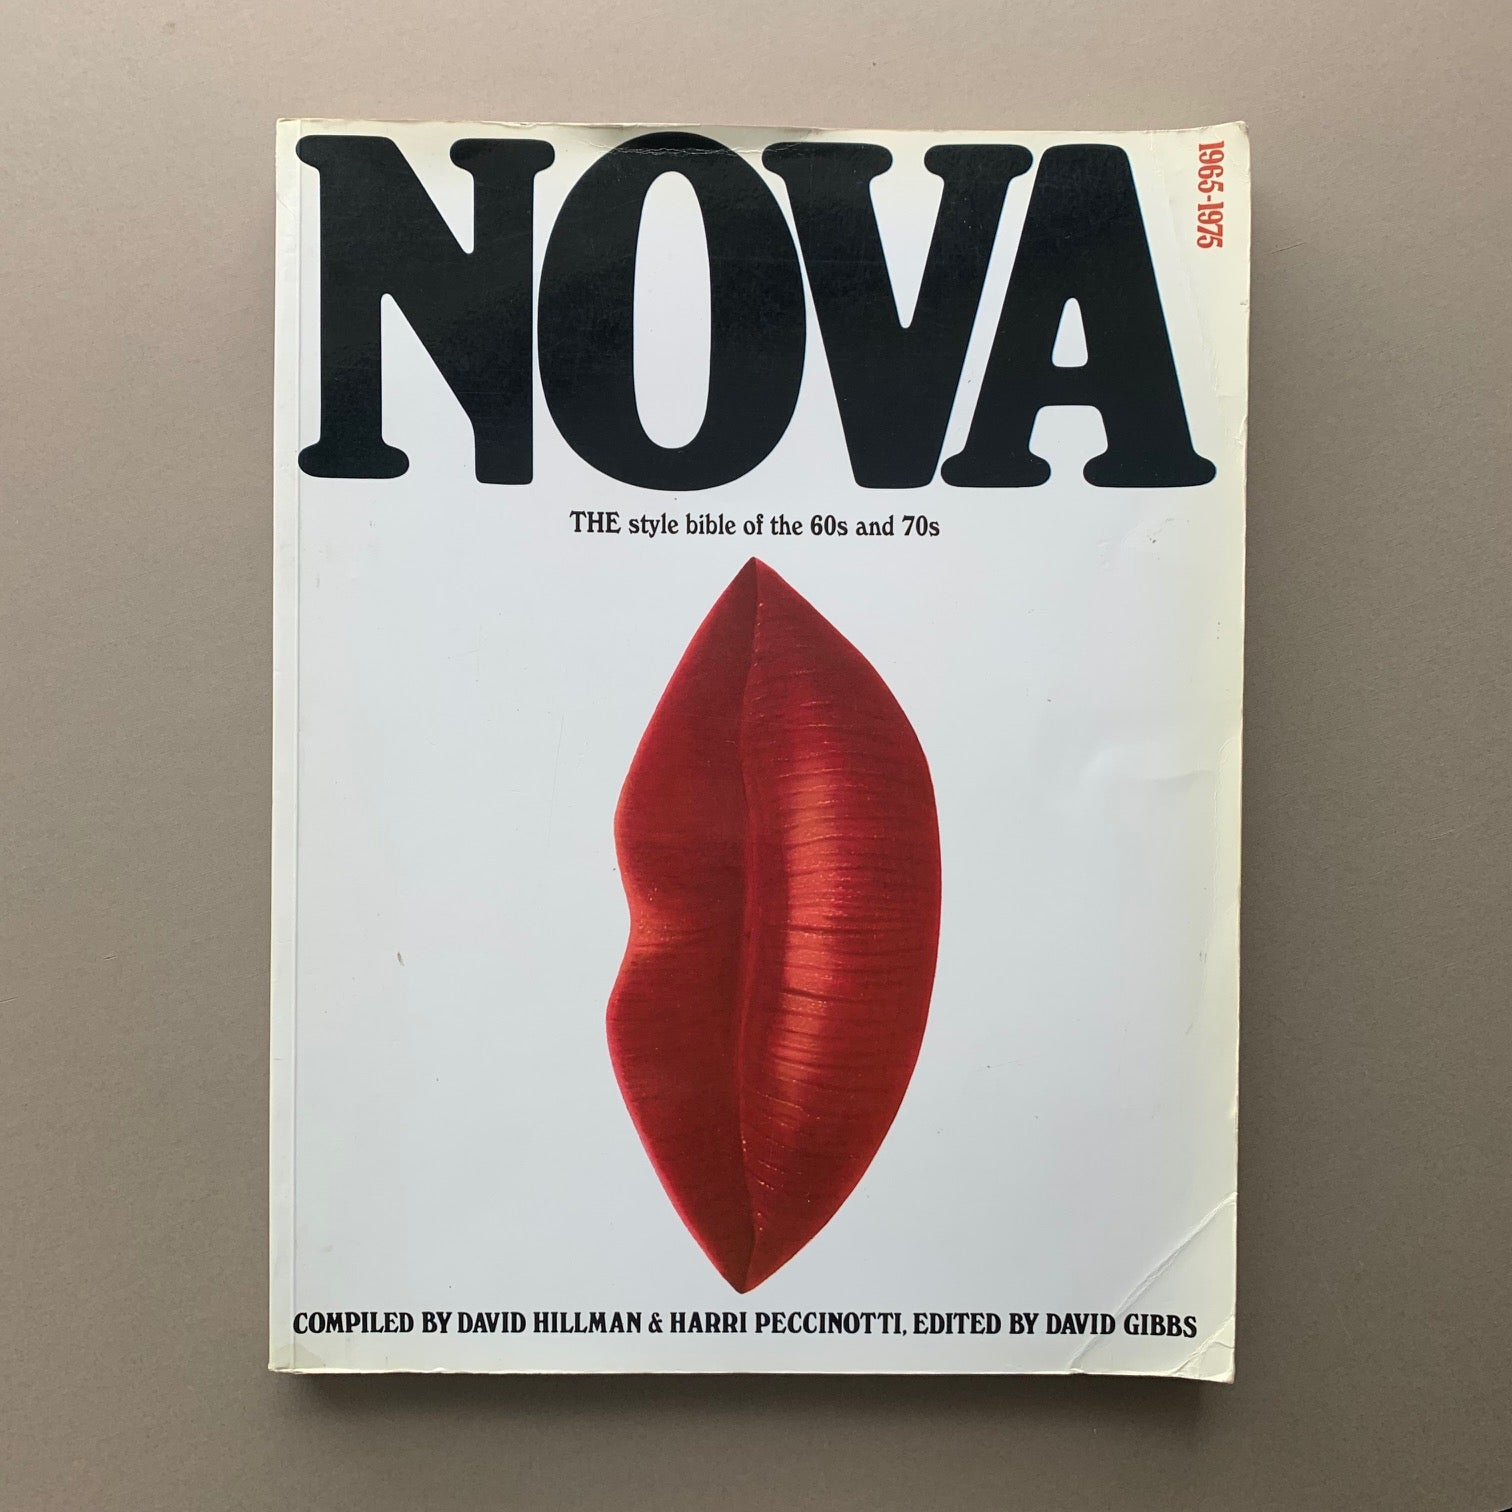 NOVA
1965-1975
THE style bible of the 60s and 70s
COMPILED BY DAVID HILLMAN & HARRI PECCINOTTI, EDITED BY DAVID GIBBS